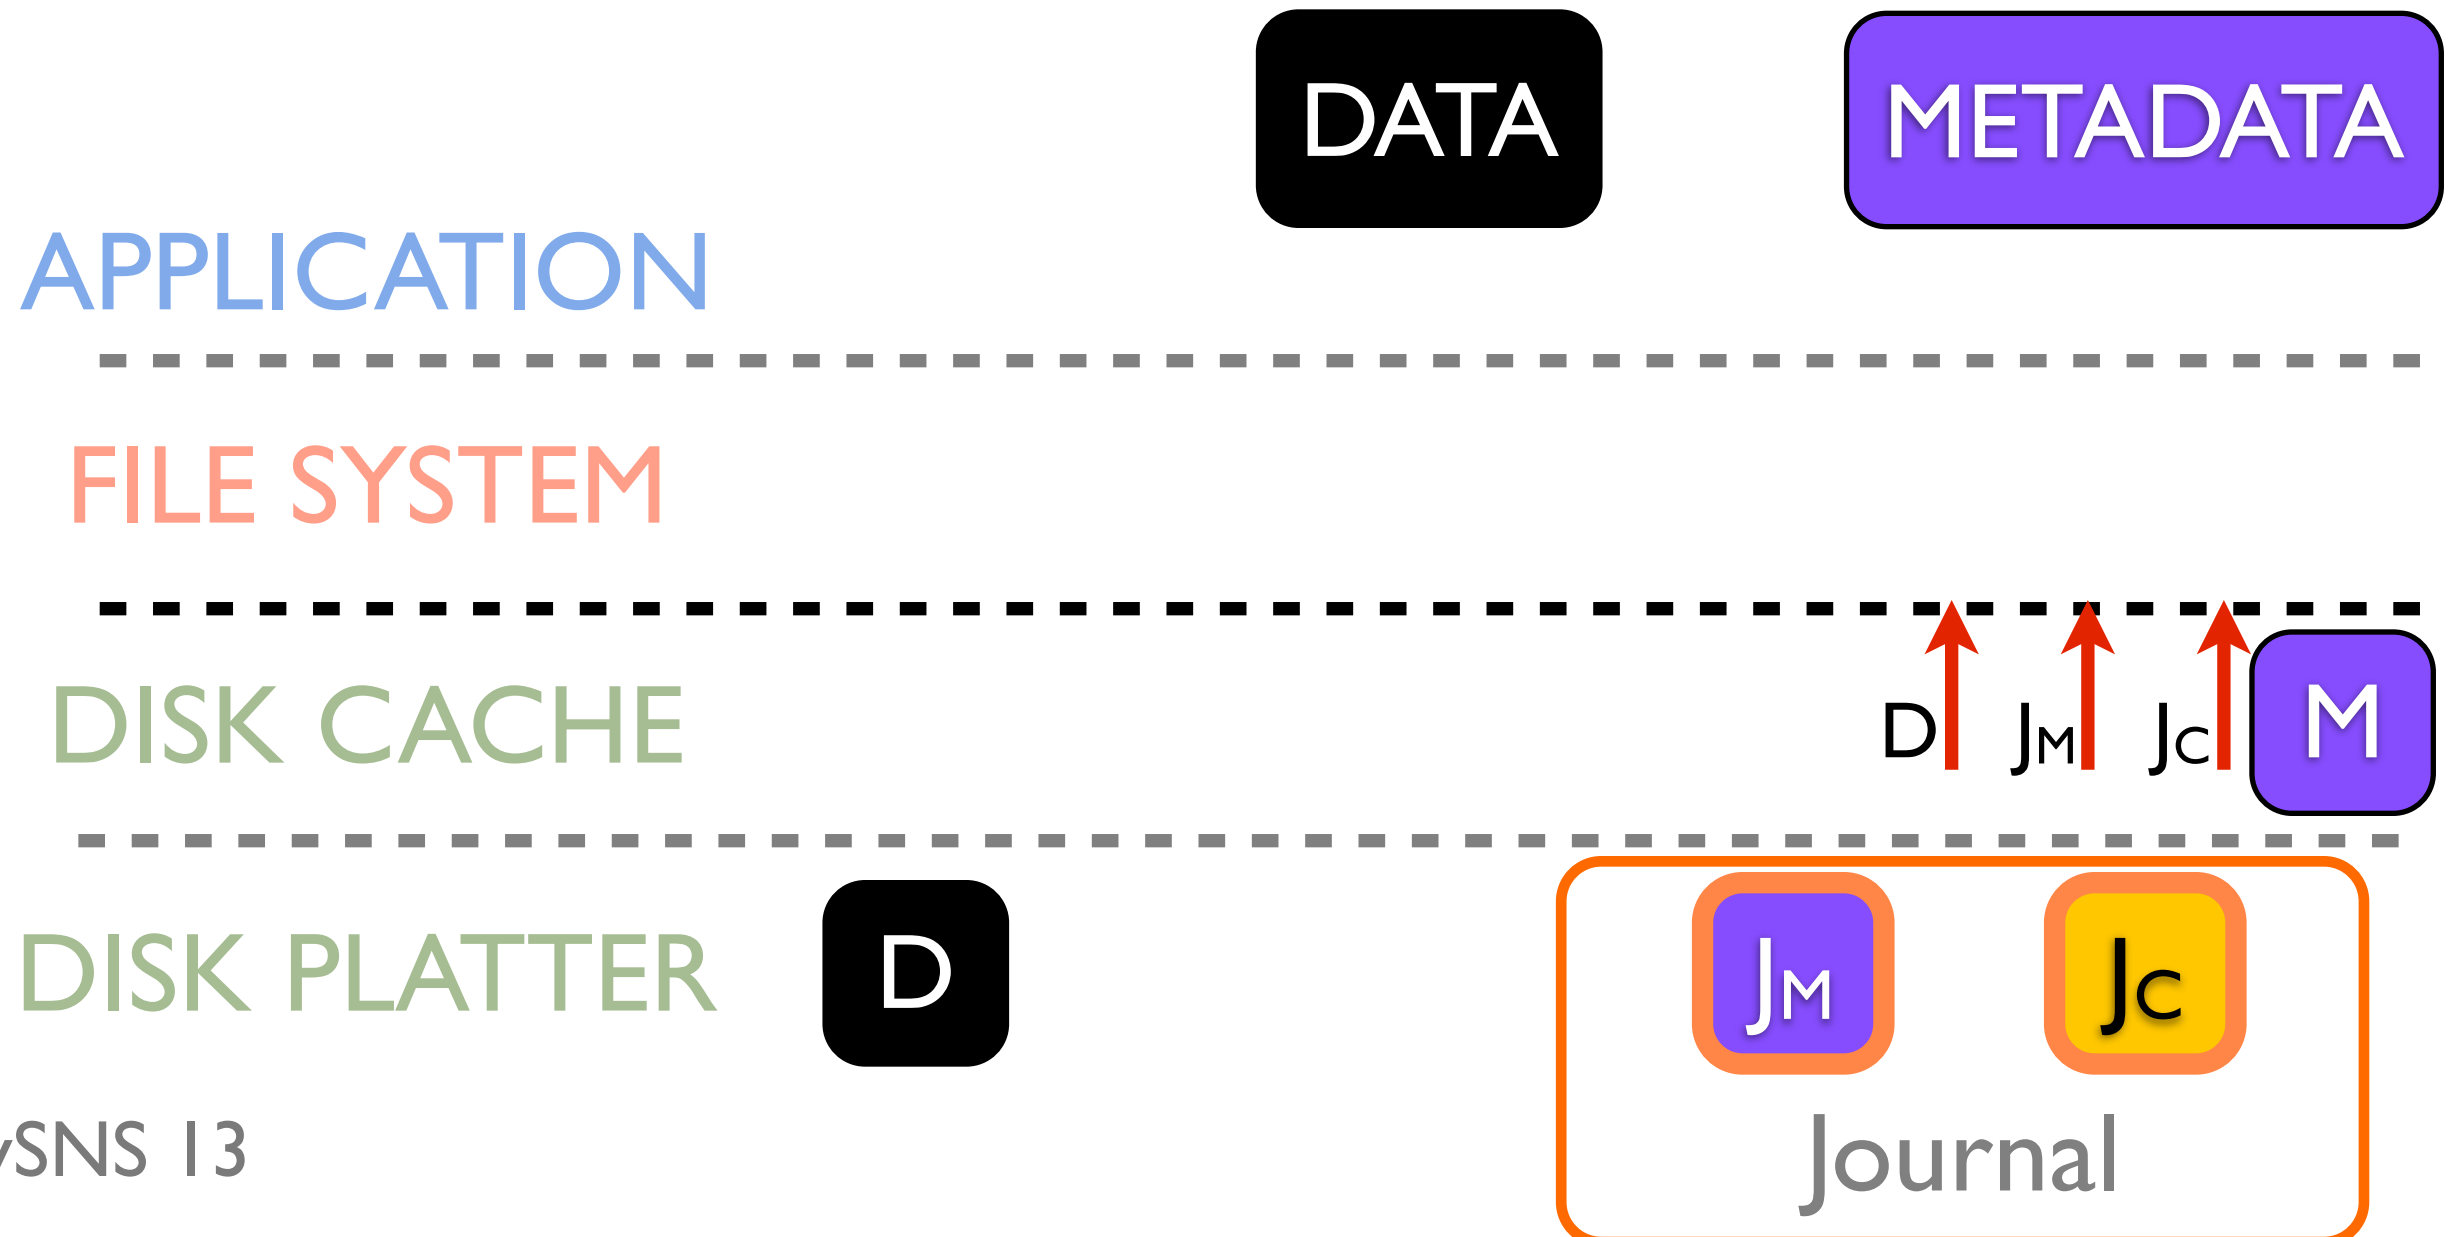 DATA METADATA
APPLICATION
FILE SYSTEM
DISK CACHE D JM JC M
DISK PLATTER D JM JC
SNS 13 Journal